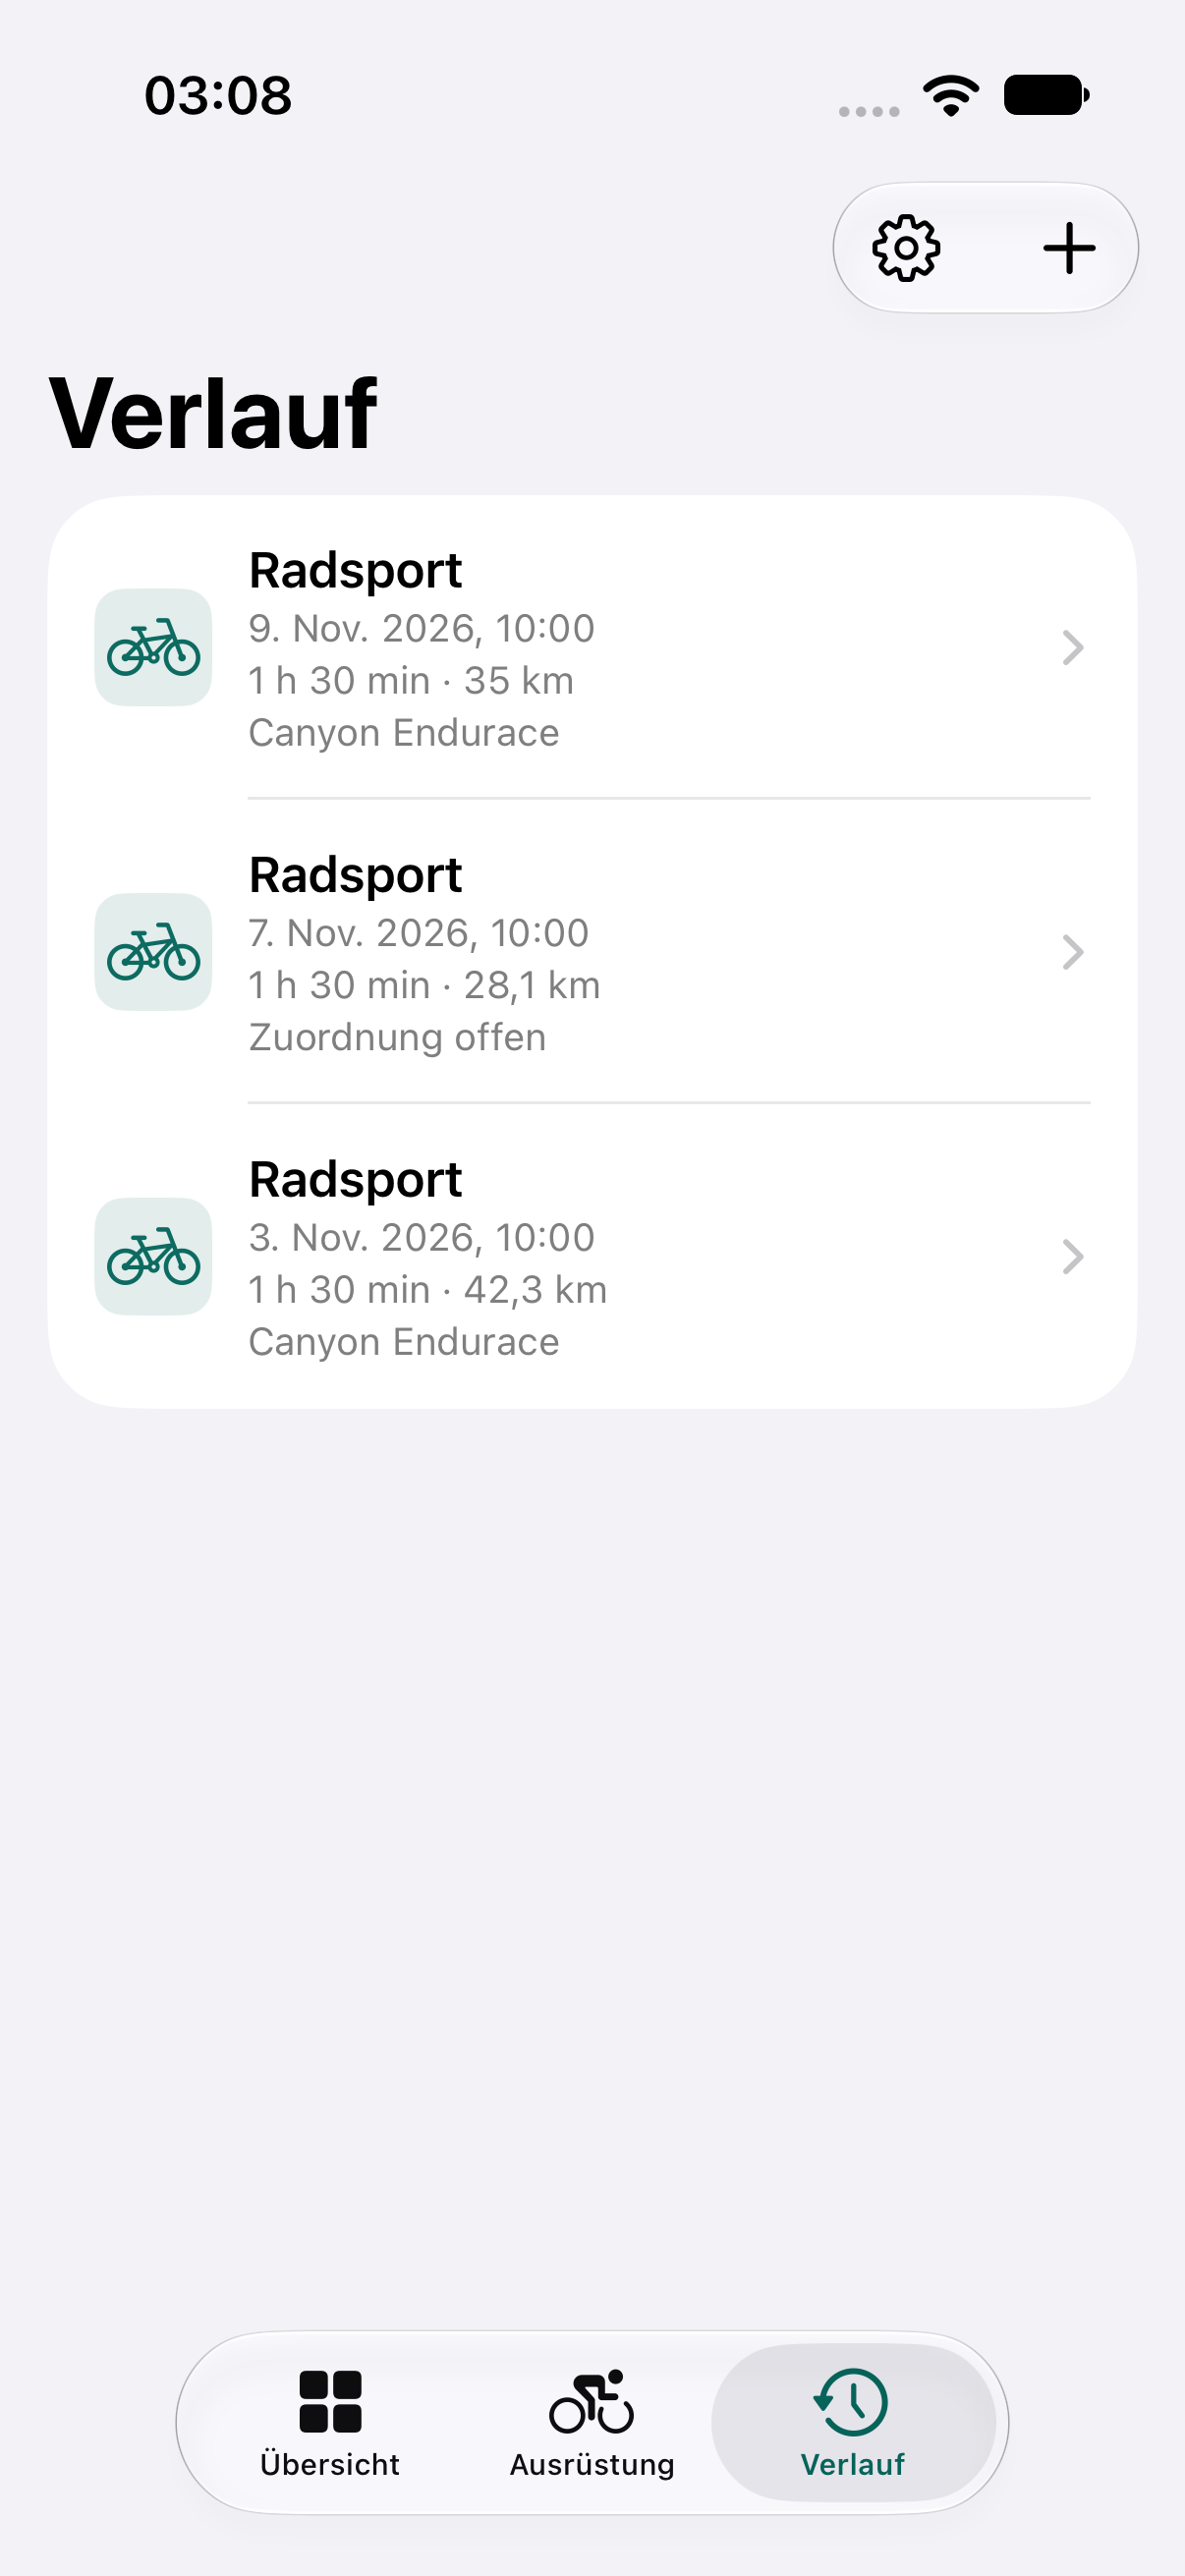 03:08
Verlauf
Radsport
9. Nov. 2026, 10:00
1 h 30 min · 35 km
Canyon Endurace
Radsport
7. Nov. 2026, 10:00
1 h 30 min · 28,1 km
Zuordnung offen
Radsport
3. Nov. 2026, 10:00
1 h 30 min · 42,3 km
Canyon Endurace
Übersicht
Ausrüstung
Verlauf